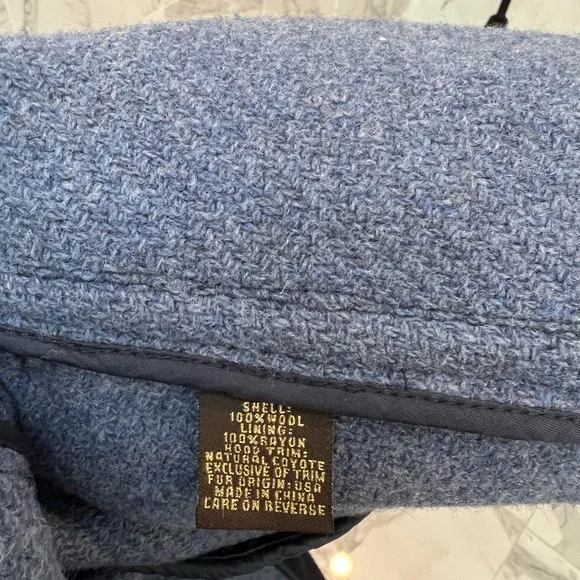 SHELL:
100%WOOL
LINING:
100%RAYON
HOOD TRIM:
NATURAL COYOTE
EXCLUSIVE OF TRIM
FUR ORIGIN:USA
MADE IN CHINA
CARE ON REVERSE